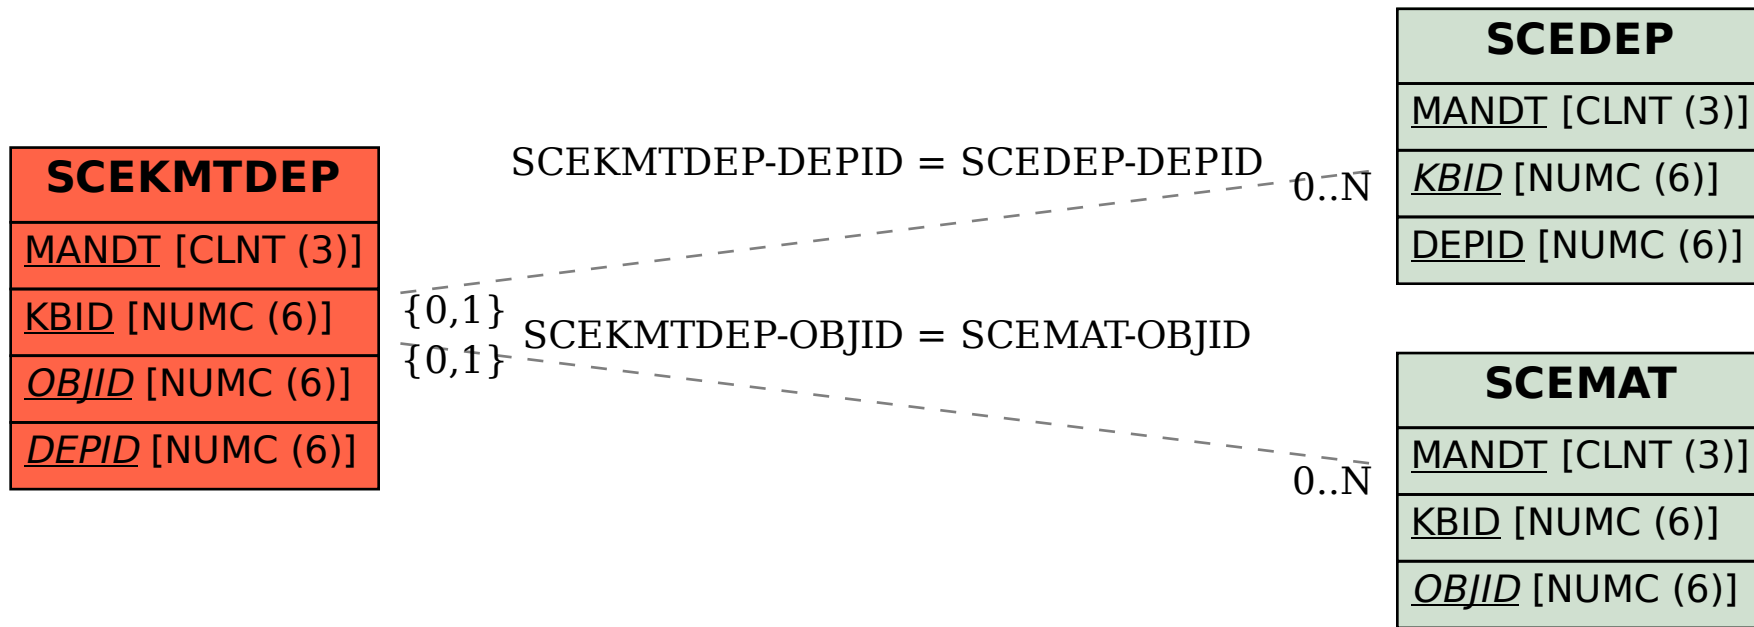 SCEKMTDEP
MANDT [CLNT (3)]
KBID [NUMC (6)]
OBJID [NUMC (6)]
DEPID [NUMC (6)]
SCEKMTDEP-DEPID = SCEDEP-DEPID
0..N
{0,1}
SCEKMTDEP-OBJID = SCEMAT-OBJID
{0,1}
0..N
SCEDEP
MANDT [CLNT (3)]
KBID [NUMC (6)]
DEPID [NUMC (6)]
SCEMAT
MANDT [CLNT (3)]
KBID [NUMC (6)]
OBJID [NUMC (6)]